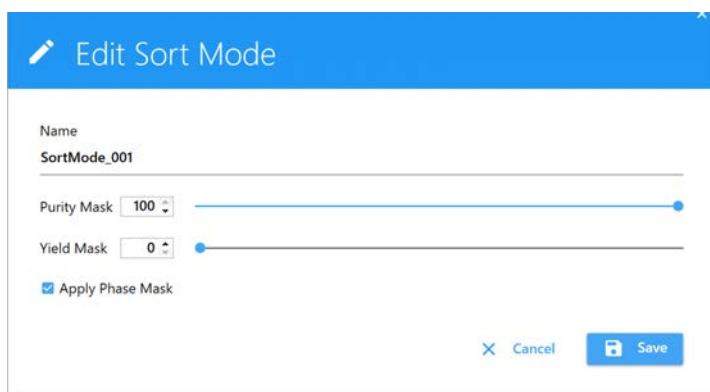 Edit Sort Mode
Name
SortMode_001
Purity Mask 100
Yield Mask 0
Apply Phase Mask
Cancel Save